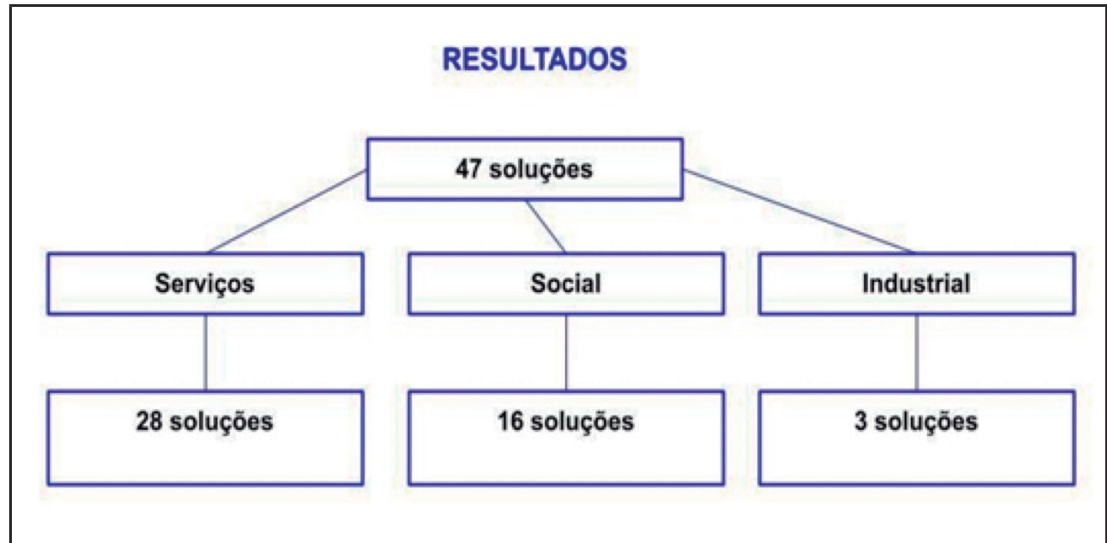 RESULTADOS
47 soluções
Serviços
Social
Industrial
28 soluções
16 soluções
3 soluções